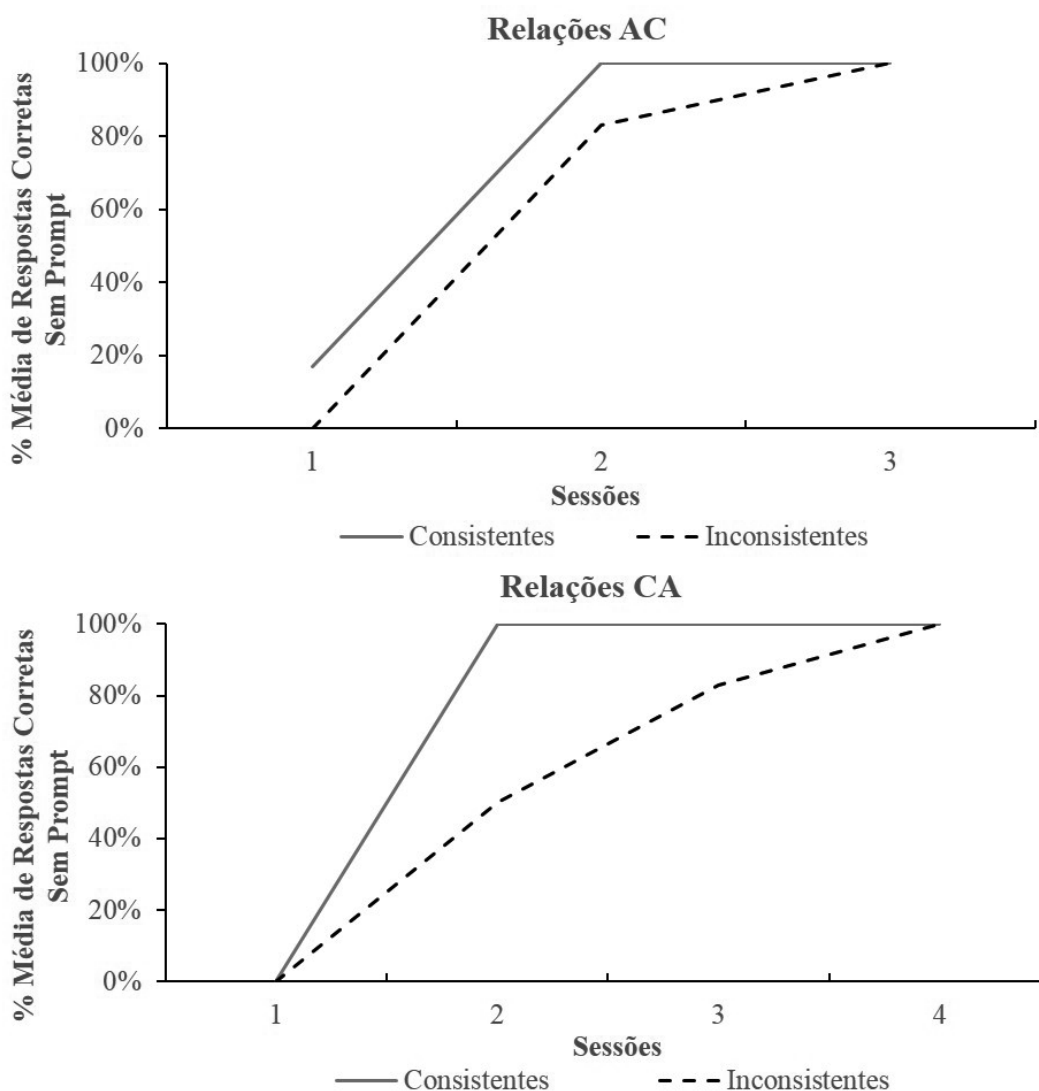 Relações AC
% Média de Respostas Corretas
Sem Prompt
100%
80%
60%
40%
20%
0%
1 2 3
Sessões
Consistentes Inconsistentes
Relações CA
% Média de Respostas Corretas
Sem Prompt
100%
80%
60%
40%
20%
0%
1 2 3 4
Sessões
Consistentes Inconsistentes